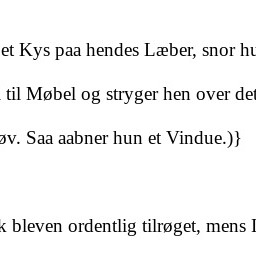 et Kys paa hendes Læber, snor hu
til Møbel og stryger hen over det
øv. Saa aabner hun et Vindue.)}
k bleven ordentlig tilrøget, mens I